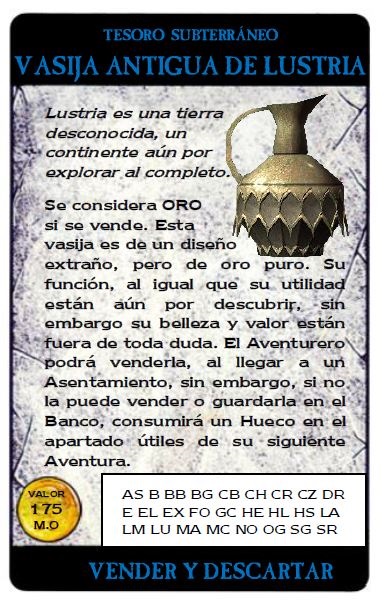 TESORO SUBTERRÁNEO
VASIJA ANTIGUA DE LUSTRIA
Lustria es una tierra
desconocida, un
continente aún por
explorar al completo.
Se considera ORO
si se vende. Esta
vasija es de un diseño
extraño, pero de oro puro. Su
función, al igual que su utilidad
están aún por descubrir, sin
embargo su belleza y valor están
fuera de toda duda. El Aventurero
podrá venderla, al llegar a un
Asentamiento, sin embargo, si no
la puede vender o guardarla en el
Banco, consumirá un Hueco en el
apartado útiles de su siguiente
Aventura.
VALOR
175
M.O
AS B BB BG CB CH CR CZ DR
E EL EX FO GC HE HL HS LA
LM LU MA MC NO OG SG SR
VENDER Y DESCARTAR